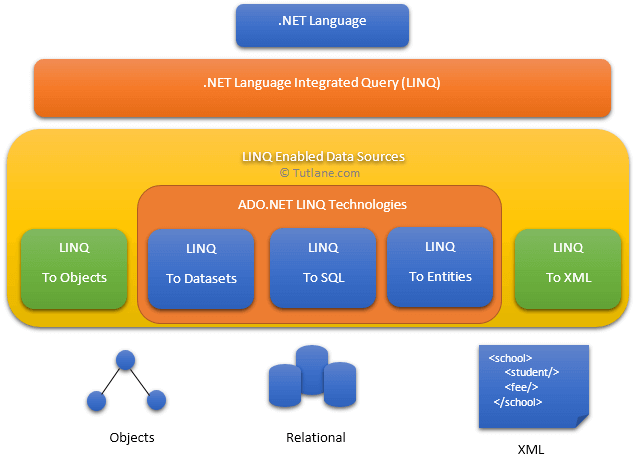 .NET Language
.NET Language Integrated Query (LINQ)
LINQ Enabled Data Sources
© Tutlane.com
ADO.NET LINQ Technologies
LINQ
To Objects
LINQ
To Datasets
LINQ
To SQL
LINQ
To Entities
LINQ
To XML
Objects
Relational
<school>
<student/>
<fee/>
</school>
XML